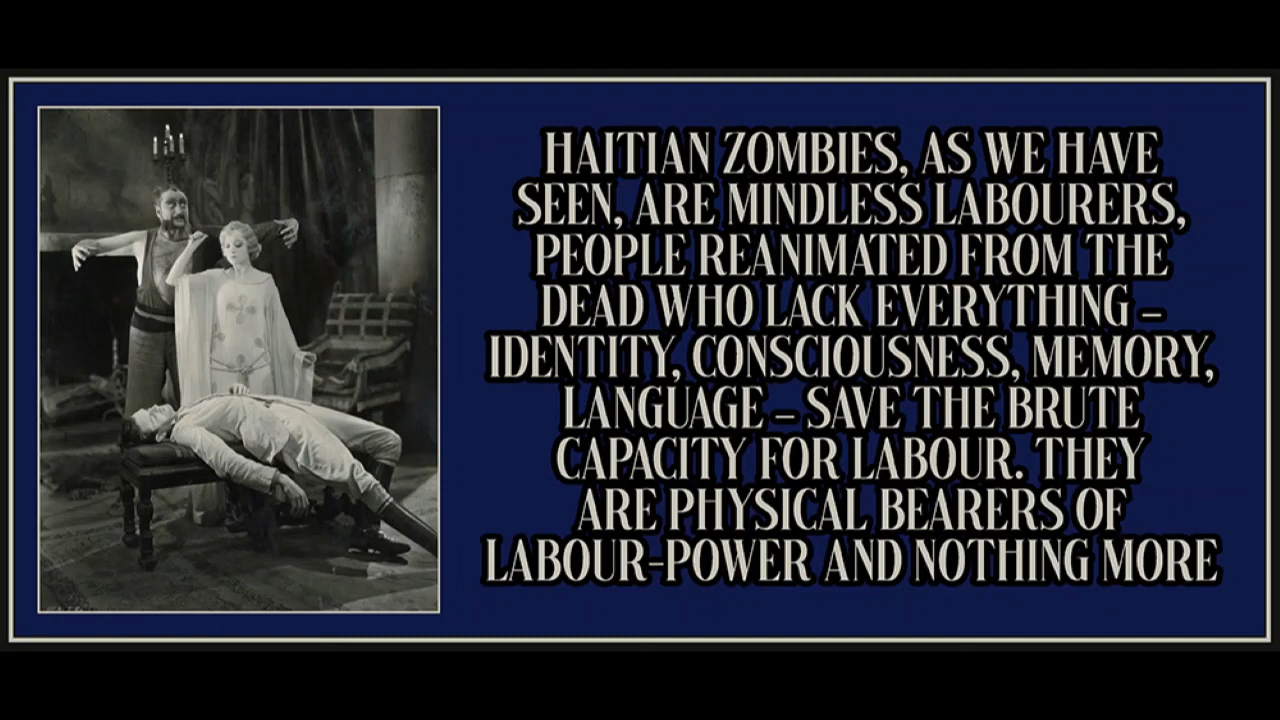 HAITIAN ZOMBIES, AS WE HAVE
SEEN, ARE MINDLESS LABOURERS,
PEOPLE REANIMATED FROM THE
DEAD WHO LACK EVERYTHING –
IDENTITY, CONSCIOUSNESS, MEMORY,
LANGUAGE – SAVE THE BRUTE
CAPACITY FOR LABOUR. THEY
ARE PHYSICAL BEARERS OF
LABOUR-POWER AND NOTHING MORE